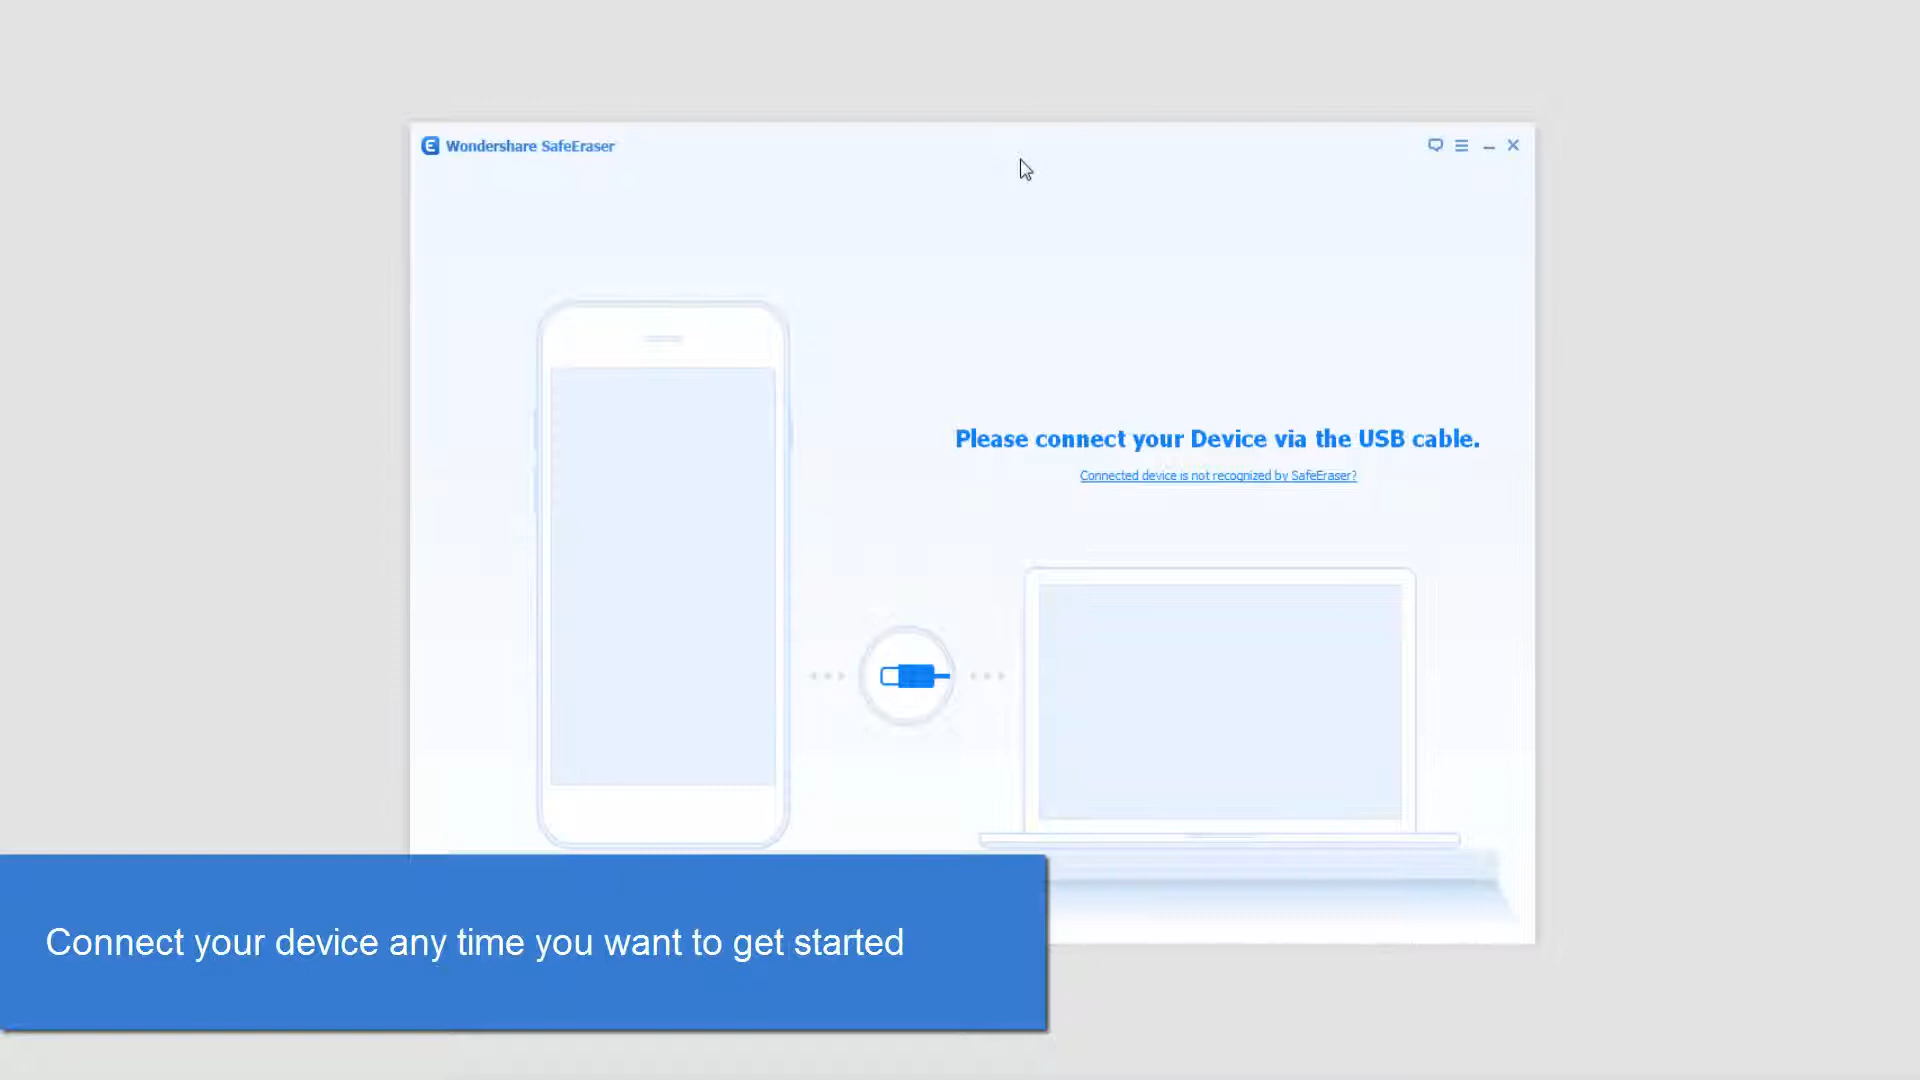 Wondershare SafeEraser
Please connect your Device via the USB cable.
Connected device is not recognized by SafeEraser?
Connect your device any time you want to get started